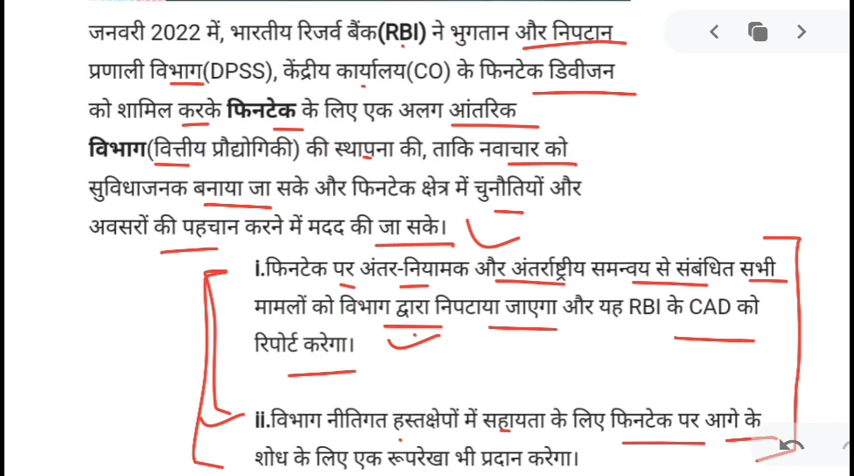 जनवरी 2022 में, भारतीय रिजर्व बैंक(RBI) ने भुगतान और निपटान
प्रणाली विभाग(DPSS), केंद्रीय कार्यालय(CO) के फिनटेक डिवीजन
को शामिल करके फिनटेक के लिए एक अलग आंतरिक
विभाग(वित्तीय प्रौद्योगिकी) की स्थापना की, ताकि नवाचार को
सुविधाजनक बनाया जा सके और फिनटेक क्षेत्र में चुनौतियों और
अवसरों की पहचान करने में मदद की जा सके।
i.फिनटेक पर अंतर-नियामक और अंतर्राष्ट्रीय समन्वय से संबंधित सभी
मामलों को विभाग द्वारा निपटाया जाएगा और यह RBI के CAD को
रिपोर्ट करेगा।
ii.विभाग नीतिगत हस्तक्षेपों में सहायता के लिए फिनटेक पर आगे के
शोध के लिए एक रूपरेखा भी प्रदान करेगा।